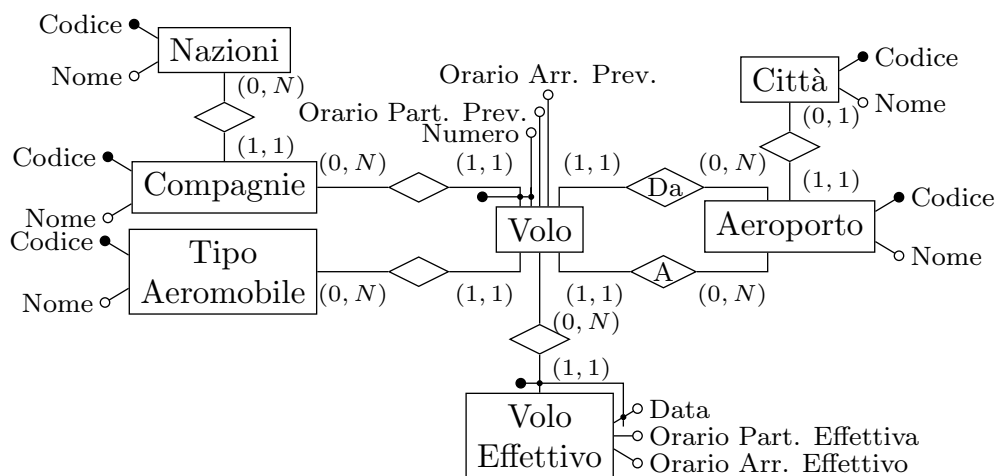 Codice
Nazioni
Nome
(0, N)
(1, 1)
Orario Arr. Prev.
Orario Part. Prev.
Numero
Città
Codice
Nome
(0, 1)
(1, 1)
Codice
Compagnie
Nome
(0, N)
(1, 1)
(1, 1)
Da
(0, N)
Codice
Aeroporto
Nome
Volo
Codice
Tipo
Aeromobile
Nome
(0, N)
(1, 1)
(1, 1)
A
(0, N)
(0, N)
(1, 1)
Volo
Effettivo
Data
Orario Part. Effettiva
Orario Arr. Effettivo